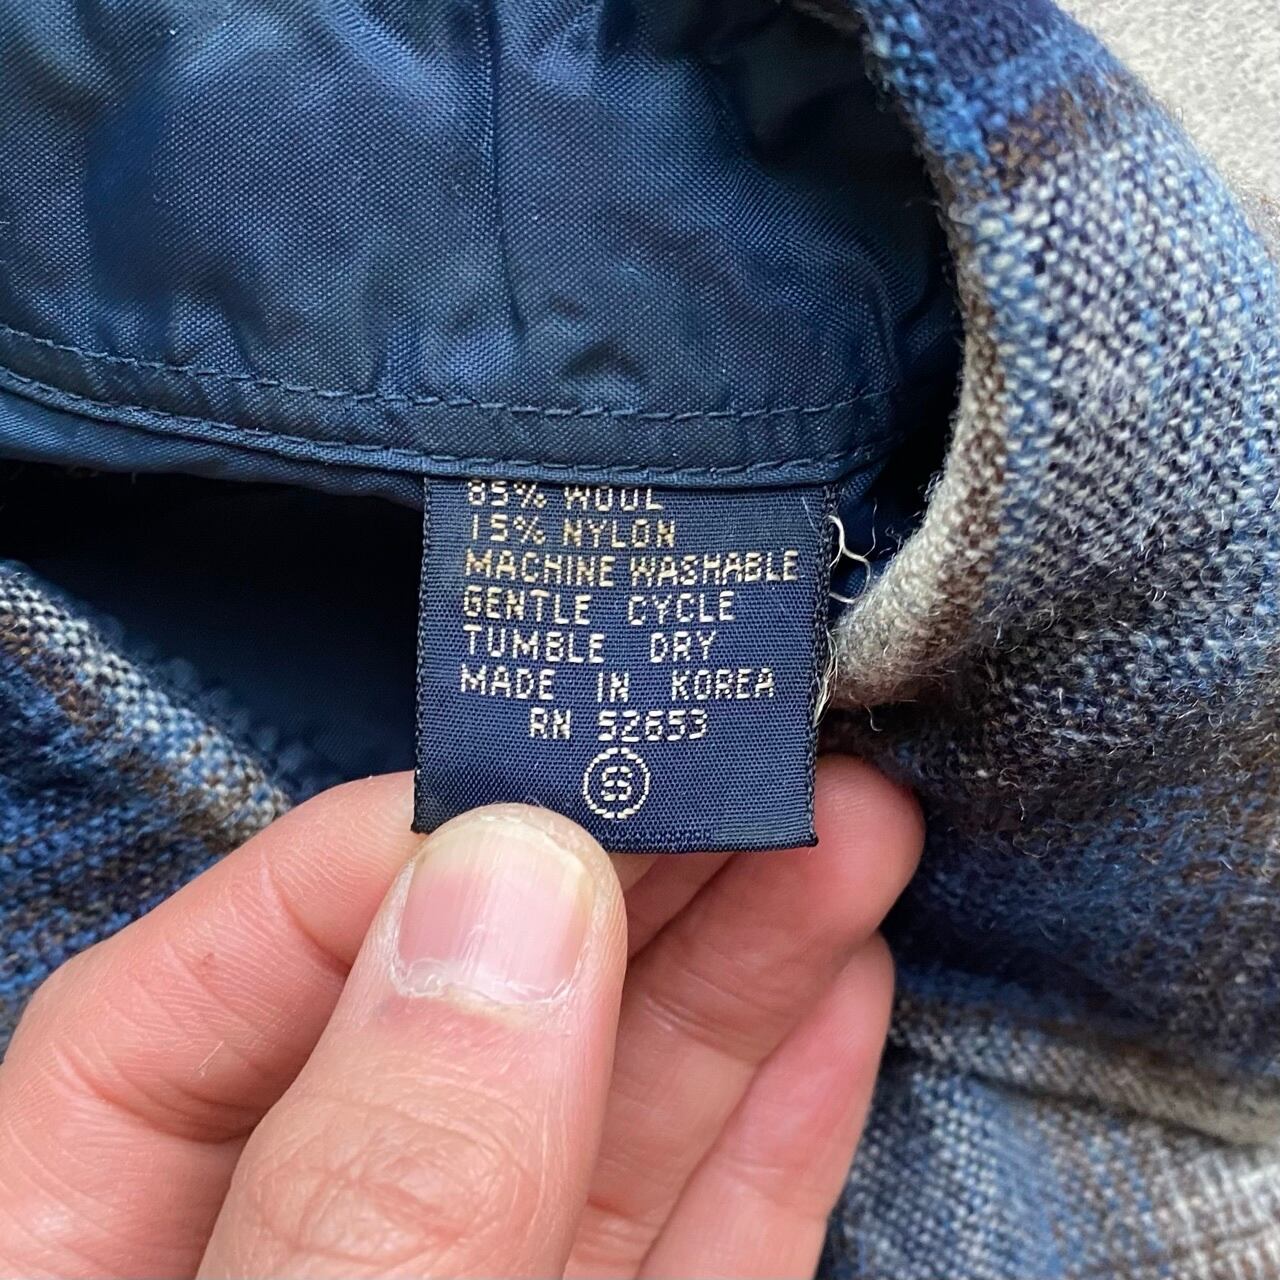 85% WOOL
15% NYLON
MACHINE WASHABLE
GENTLE CYCLE
TUMBLE DRY
MADE IN KOREA
RN 52653
S